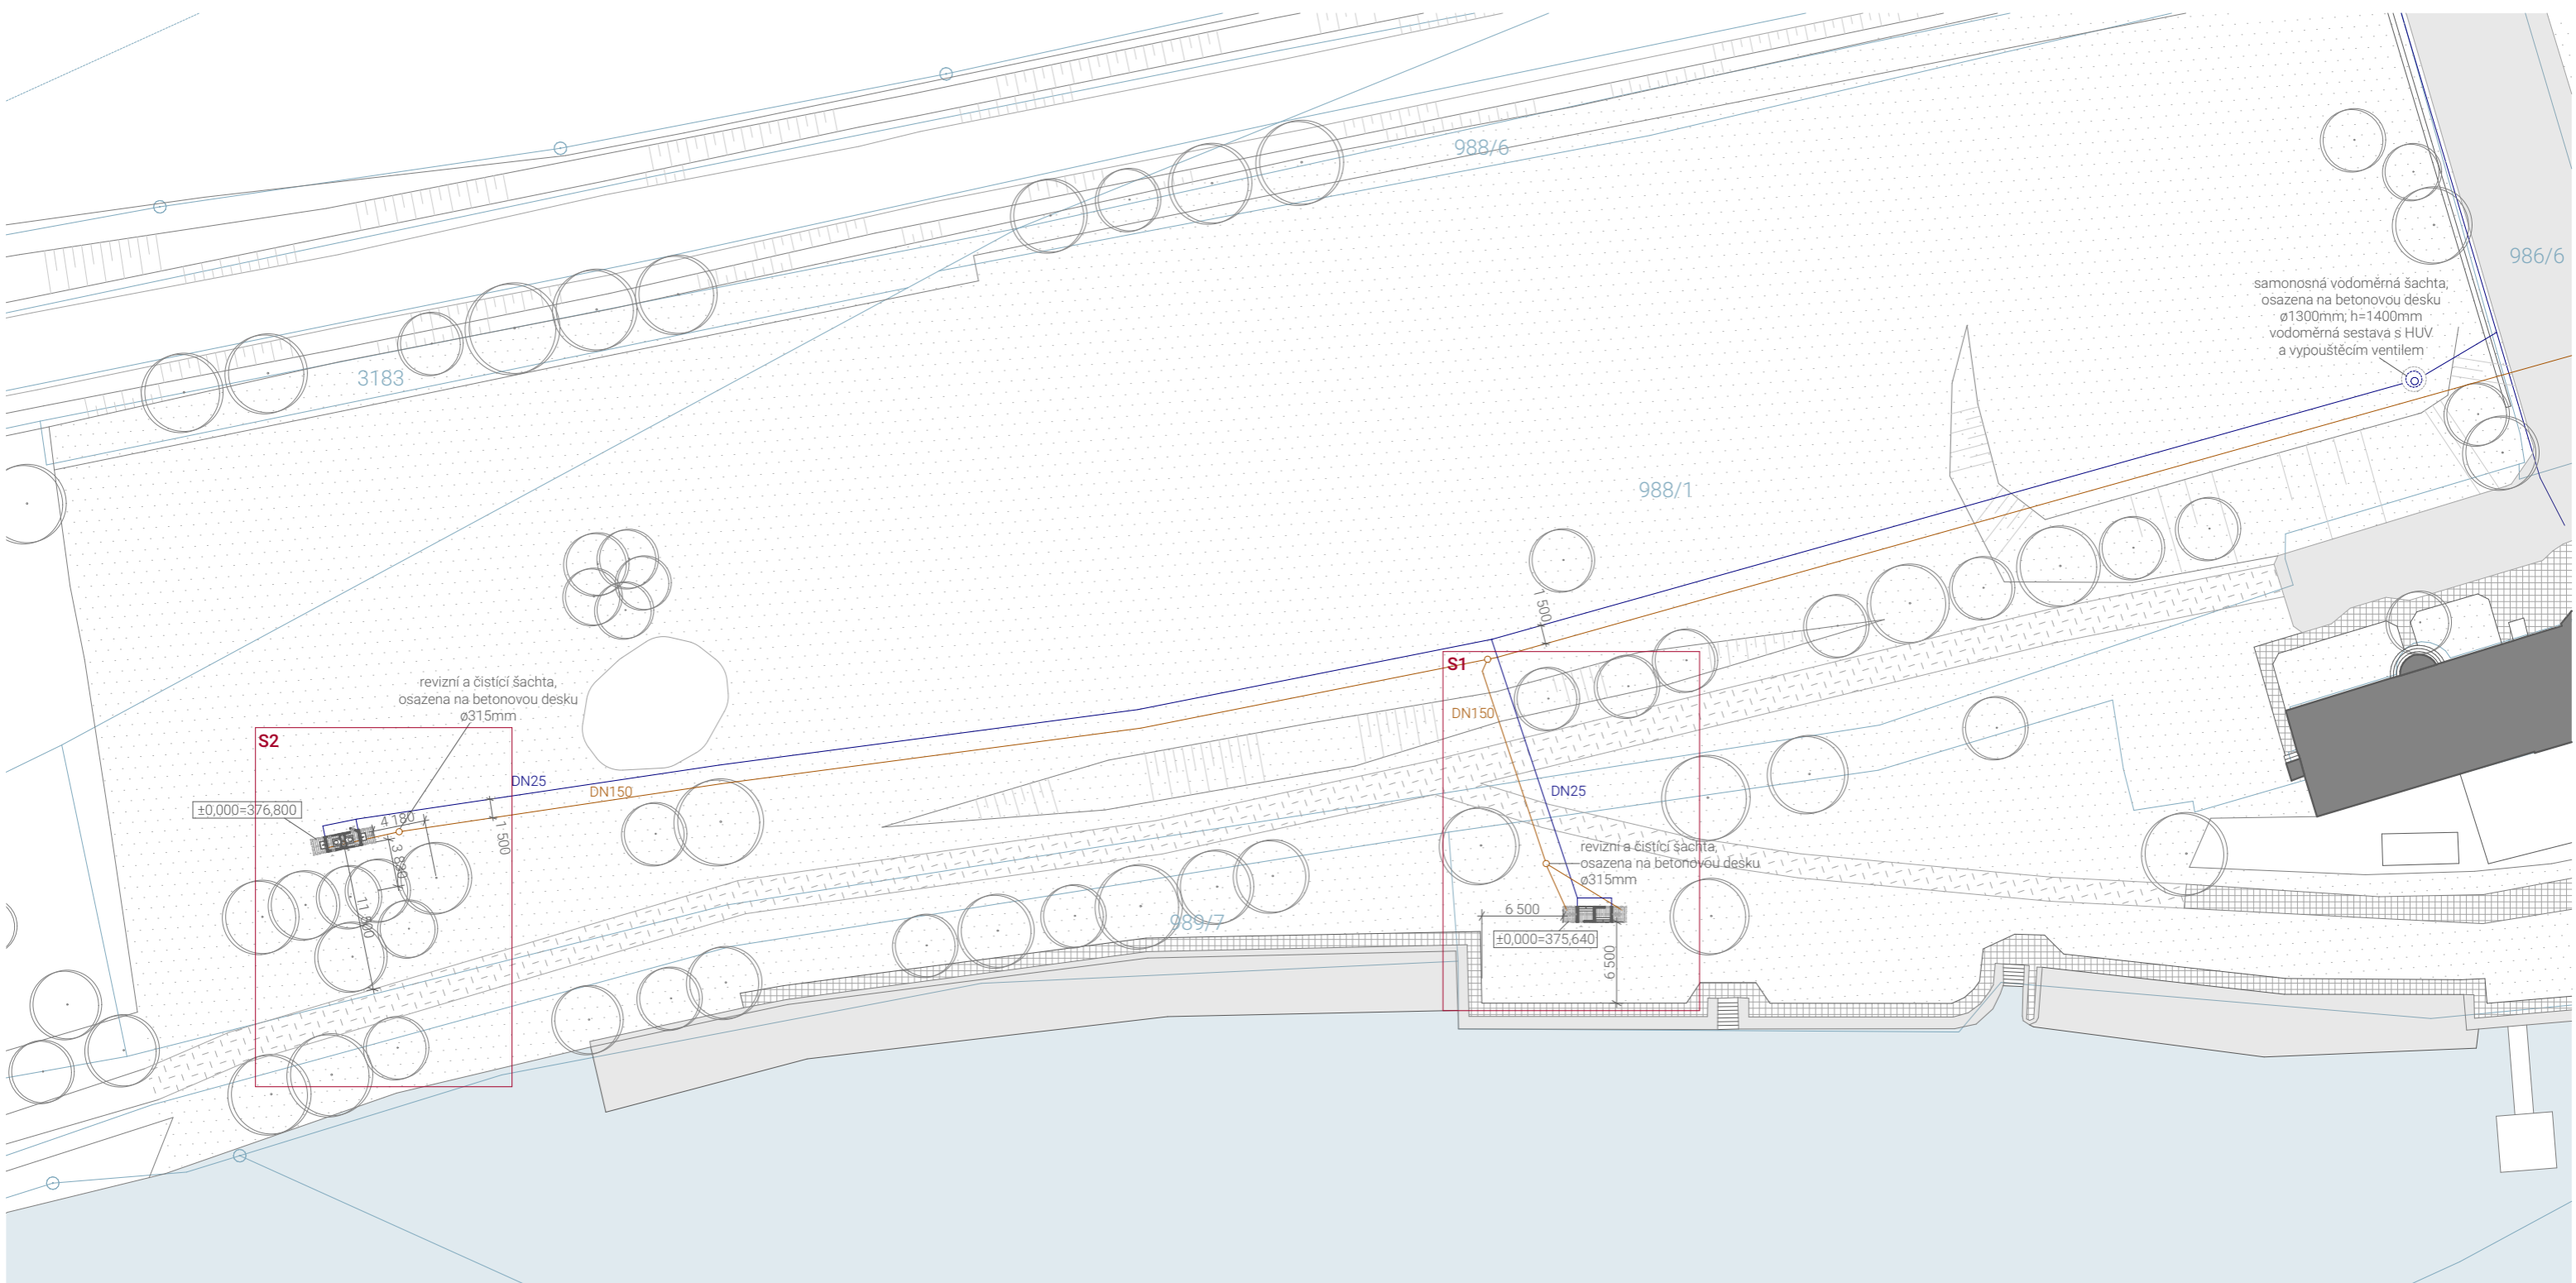 988/6
986/6
samonosná vodoměrná šachta,
osazena na betonovou desku
ø1300mm; h=1400mm
vodoměrná sestava s HUV
a vypouštěcím ventilem
3183
988/1
1 500
S1
revizní a čistící šachta,
osazena na betonovou desku
ø315mm
DN150
S2
DN25
DN150
DN25
±0,000=376,800
4 180
1 500
3 830
revizní a čistící šachta,
osazena na betonovou desku
ø315mm
6 500
989/7
±0,000=375,640
6 500